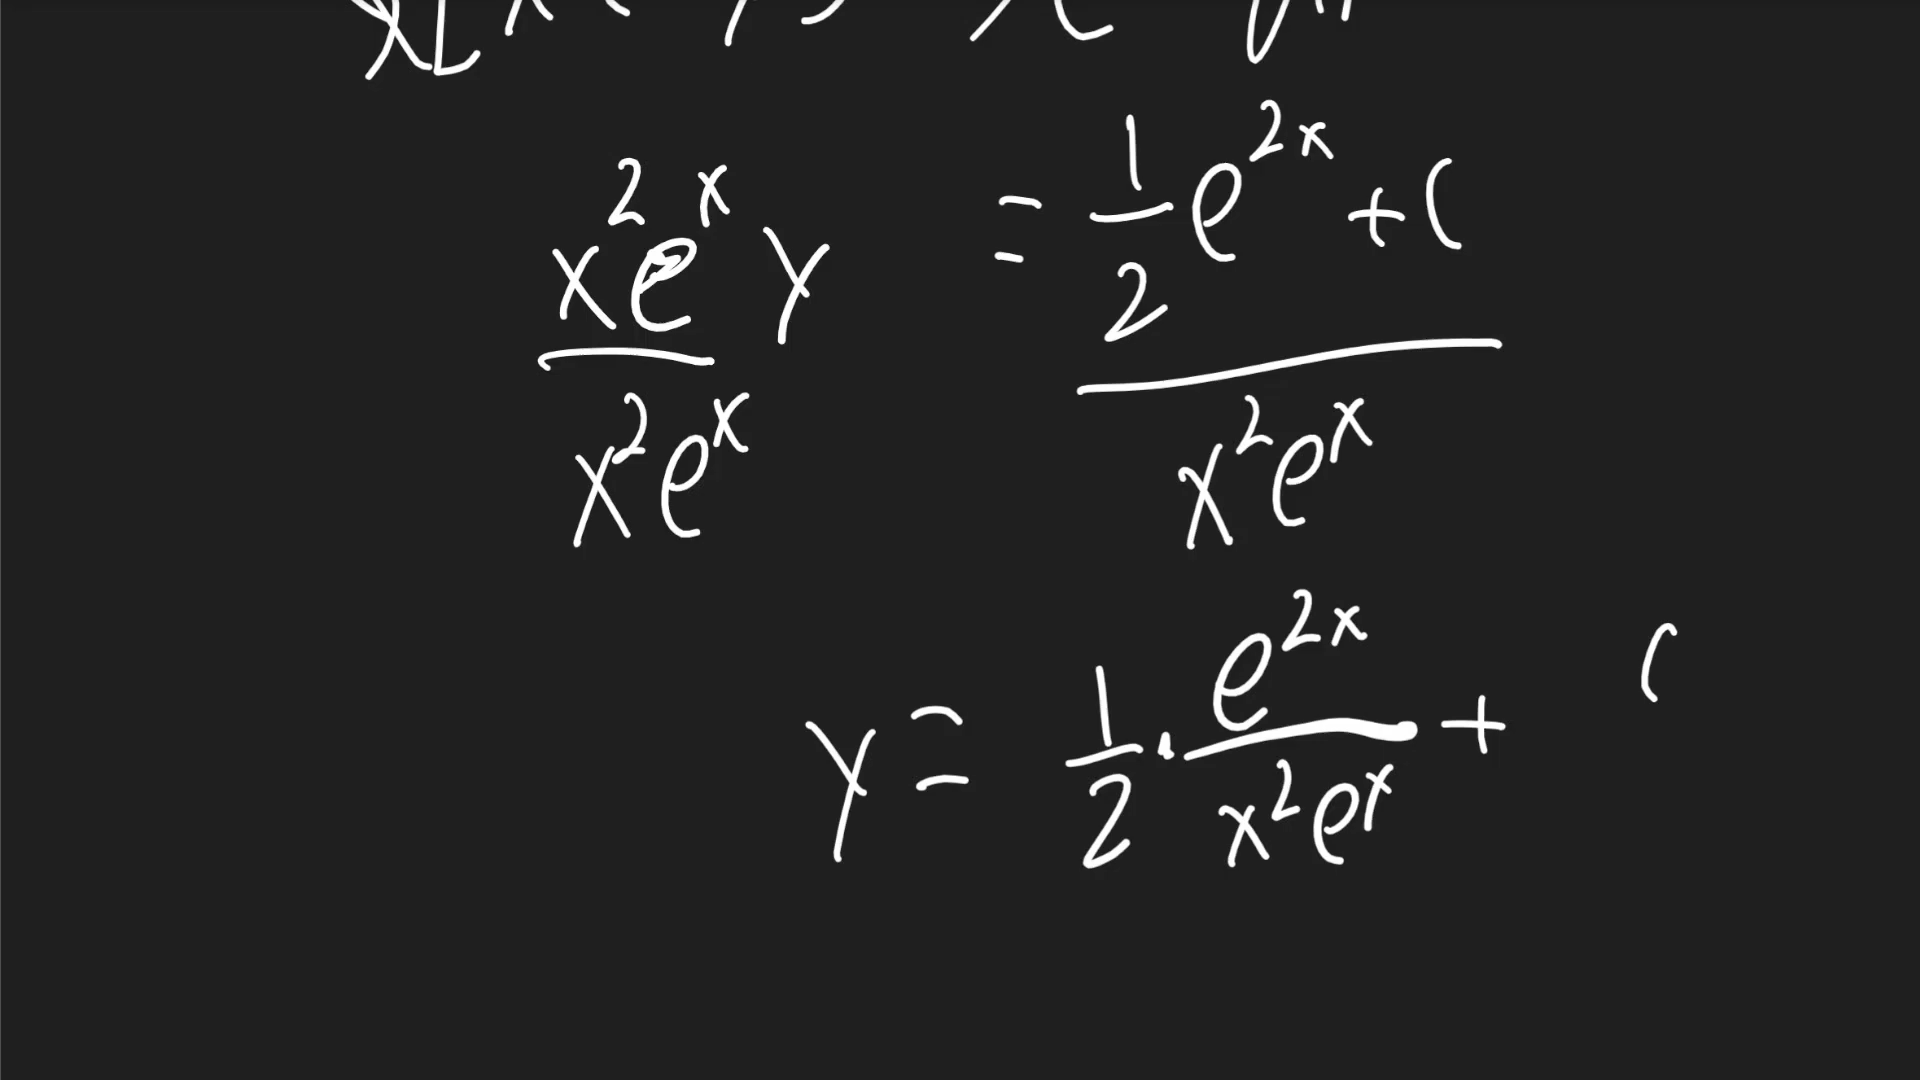 x²eˣy = 1/2 e²ˣ + C
x²eˣ x²eˣ
y = 1/2 · e²ˣ/x²eˣ + C